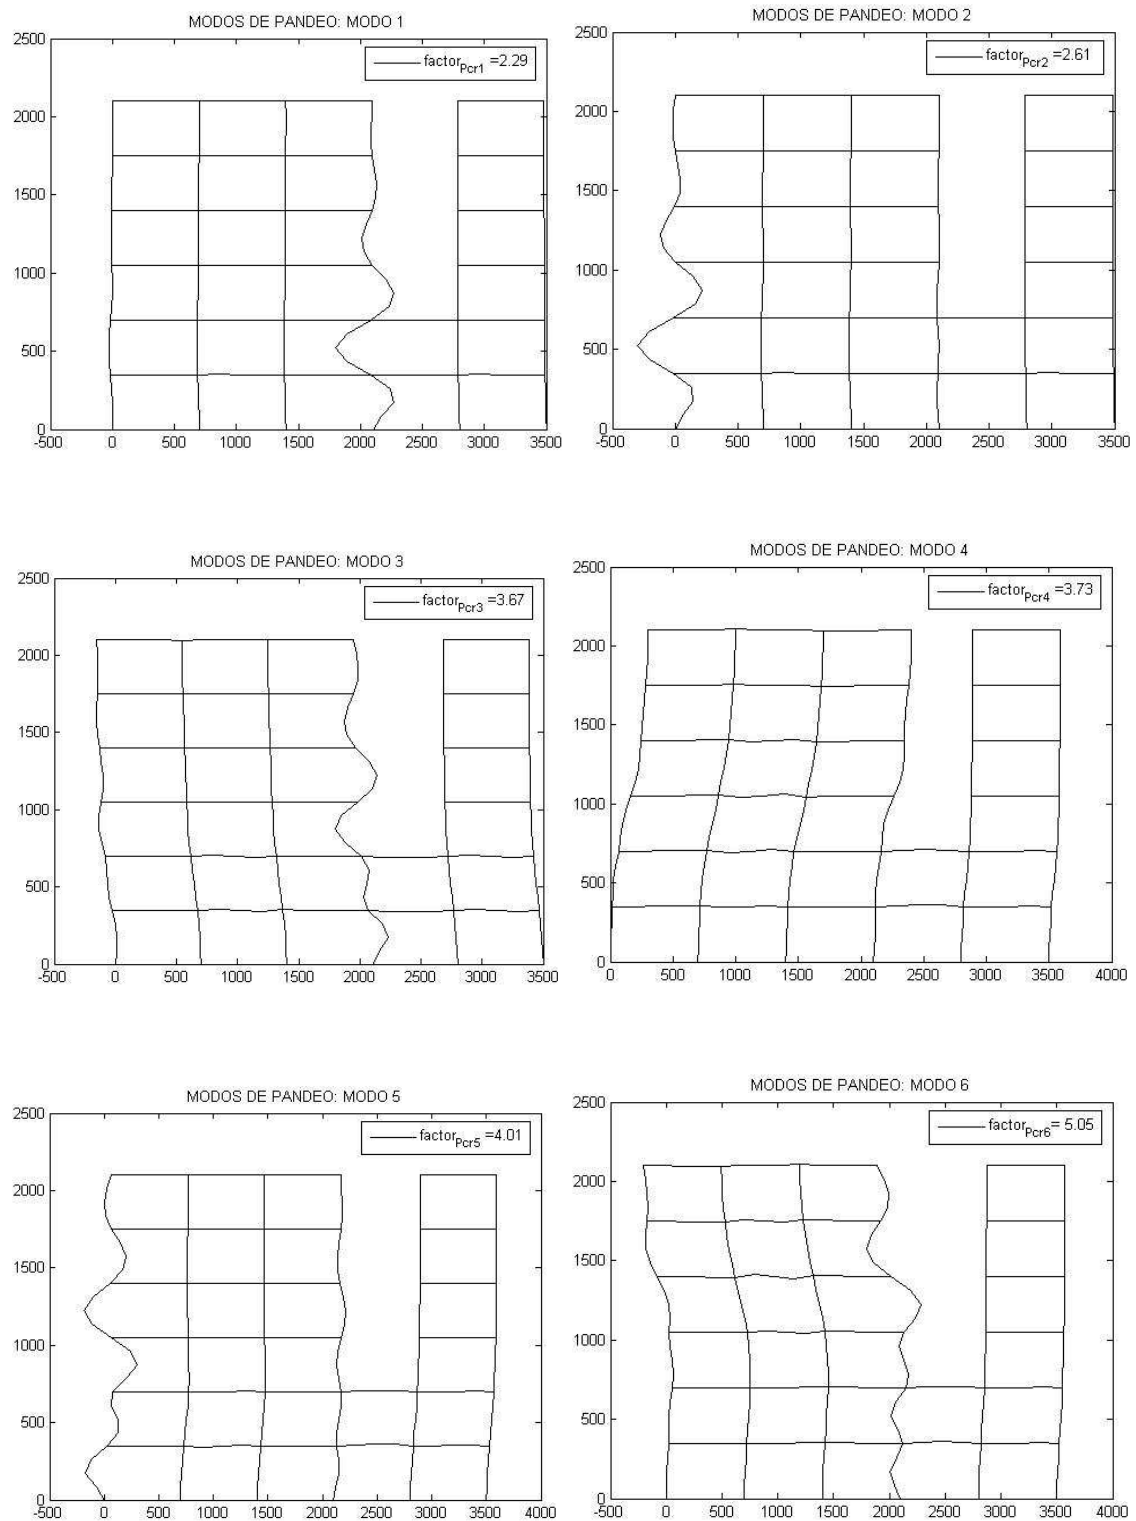 MODOS DE PANDEO: MODO 1
factor_Pcr1 =2.29
2500
2000
1500
1000
500
0
-500 0 500 1000 1500 2000 2500 3000 3500
MODOS DE PANDEO: MODO 2
factor_Pcr2 =2.61
2500
2000
1500
1000
500
0
-500 0 500 1000 1500 2000 2500 3000 3500
MODOS DE PANDEO: MODO 3
factor_Pcr3 =3.67
2500
2000
1500
1000
500
0
-500 0 500 1000 1500 2000 2500 3000 3500
MODOS DE PANDEO: MODO 4
factor_Pcr4 =3.73
2500
2000
1500
1000
500
0
0 500 1000 1500 2000 2500 3000 3500 4000
MODOS DE PANDEO: MODO 5
factor_Pcr5 =4.01
2500
2000
1500
1000
500
0
-500 0 500 1000 1500 2000 2500 3000 3500 4000
MODOS DE PANDEO: MODO 6
factor_Pcr6 = 5.05
2500
2000
1500
1000
500
0
-500 0 500 1000 1500 2000 2500 3000 3500 4000